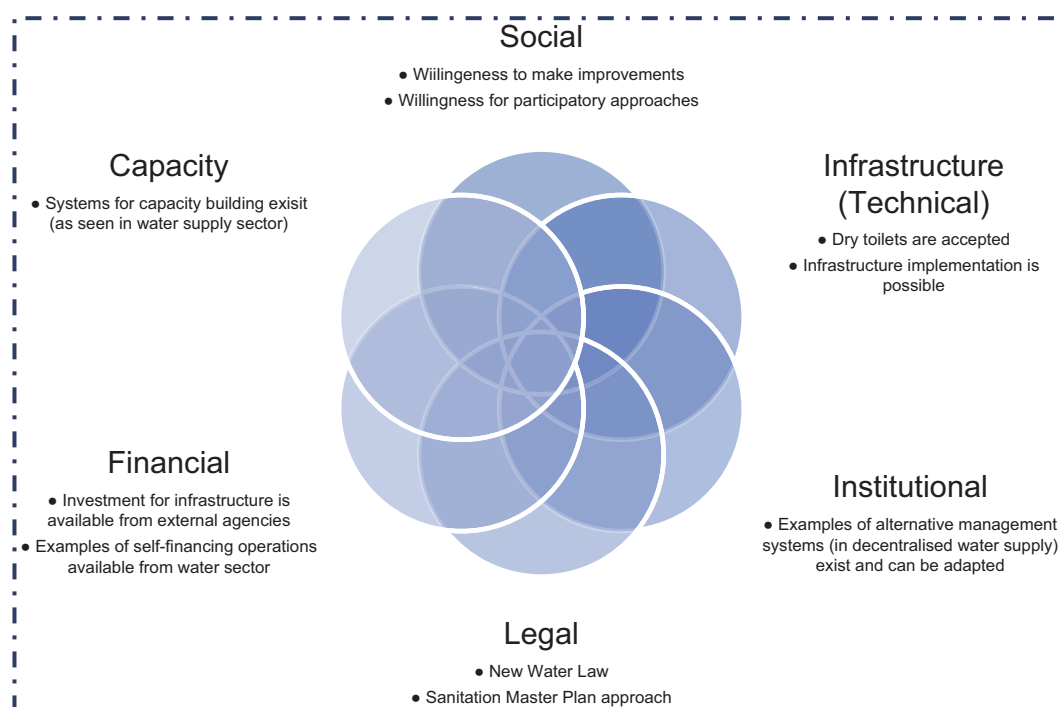 Social
● Wiilingeness to make improvements
● Willingness for participatory approaches
Capacity
● Systems for capacity building exisit
(as seen in water supply sector)
Infrastructure
(Technical)
● Dry toilets are accepted
● Infrastructure implementation is
possible
Financial
● Investment for infrastructure is
available from external agencies
● Examples of self-financing operations
available from water sector
Institutional
● Examples of alternative management
systems (in decentralised water supply)
exist and can be adapted
Legal
● New Water Law
● Sanitation Master Plan approach